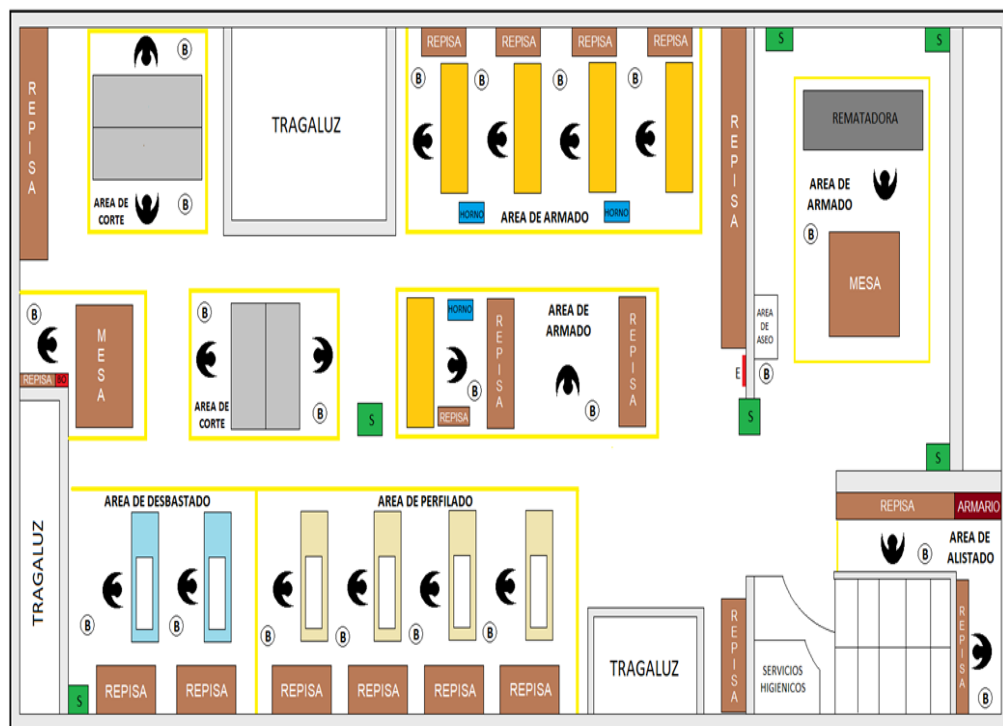 REPISA
B
AREA DE
CORTE
B
TRAGALUZ
REPISA
REPISA
REPISA
REPISA
B
B
B
B
HORNO
AREA DE ARMADO
HORNO
REPISA
S
S
REMATADORA
AREA DE
ARMADO
B
MESA
B
MESA
REPISA
BO
B
AREA DE
CORTE
B
S
HORNO
AREA DE
ARMADO
REPISA
B
REPISA
B
REPISA
AREA
DE
ASEO
E
B
S
S
TRAGALUZ
AREA DE DESBASTADO
B
B
REPISA
REPISA
S
AREA DE PERFILADO
B
B
B
B
REPISA
REPISA
REPISA
REPISA
TRAGALUZ
REPISA
SERVICIOS
HIGIENICOS
REPISA
ARMARIO
AREA DE
ALISTADO
B
REPISA
B